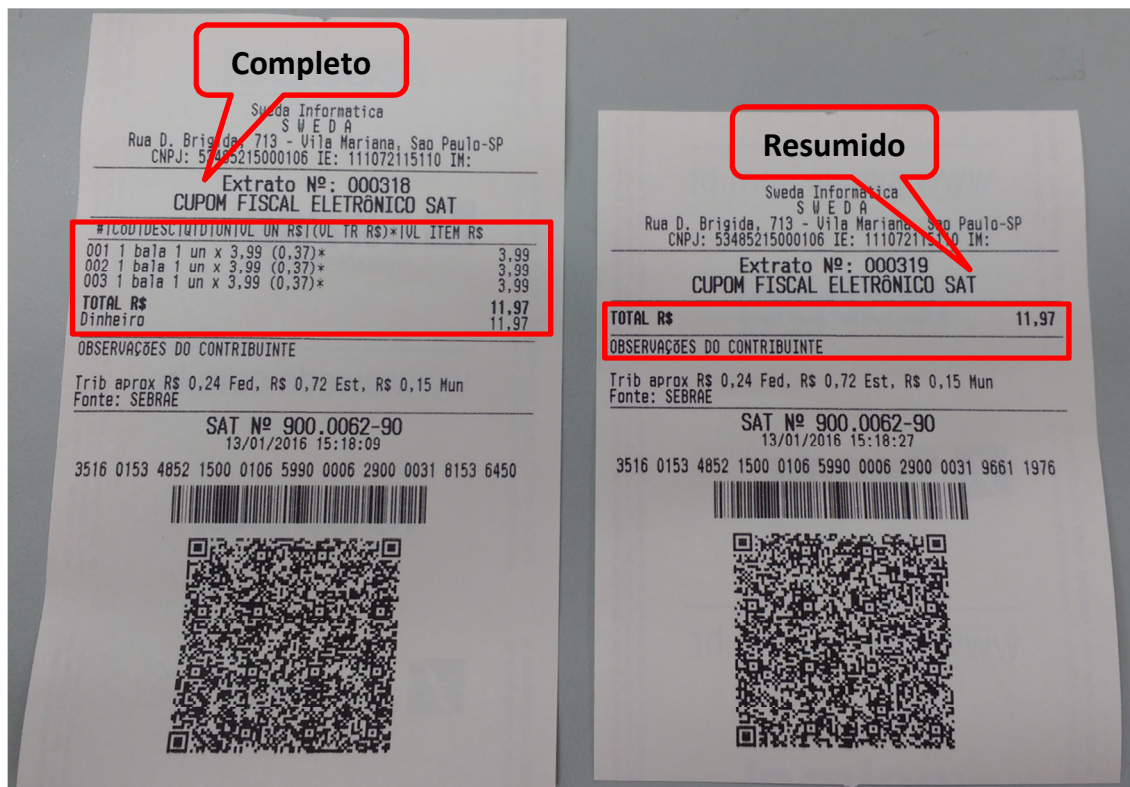 Completo
Sweda Informatica
S W E D A
Rua D. Brigida, 713 - Vila Mariana, Sao Paulo-SP
CNPJ: 53485215000106 IE: 111072115110 IM:
Extrato Nº: 000318
CUPOM FISCAL ELETRÔNICO SAT
#|COD|DESC|QTD|UN|VL UN R$|(VL TR R$)*|VL ITEM R$
001 1 bala 1 un x 3,99 (0,37)* 3,99
002 1 bala 1 un x 3,99 (0,37)* 3,99
003 1 bala 1 un x 3,99 (0,37)* 3,99
TOTAL R$ 11,97
Dinheiro 11,97
OBSERVAÇÕES DO CONTRIBUINTE
Trib aprox R$ 0,24 Fed, R$ 0,72 Est, R$ 0,15 Mun
Fonte: SEBRAE
SAT Nº 900.0062-90
13/01/2016 15:18:09
3516 0153 4852 1500 0106 5990 0006 2900 0031 8153 6450
Resumido
Sweda Informatica
S W E D A
Rua D. Brigida, 713 - Vila Mariana, Sao Paulo-SP
CNPJ: 53485215000106 IE: 111072115110 IM:
Extrato Nº: 000319
CUPOM FISCAL ELETRÔNICO SAT
TOTAL R$ 11,97
OBSERVAÇÕES DO CONTRIBUINTE
Trib aprox R$ 0,24 Fed, R$ 0,72 Est, R$ 0,15 Mun
Fonte: SEBRAE
SAT Nº 900.0062-90
13/01/2016 15:18:27
3516 0153 4852 1500 0106 5990 0006 2900 0031 9661 1976